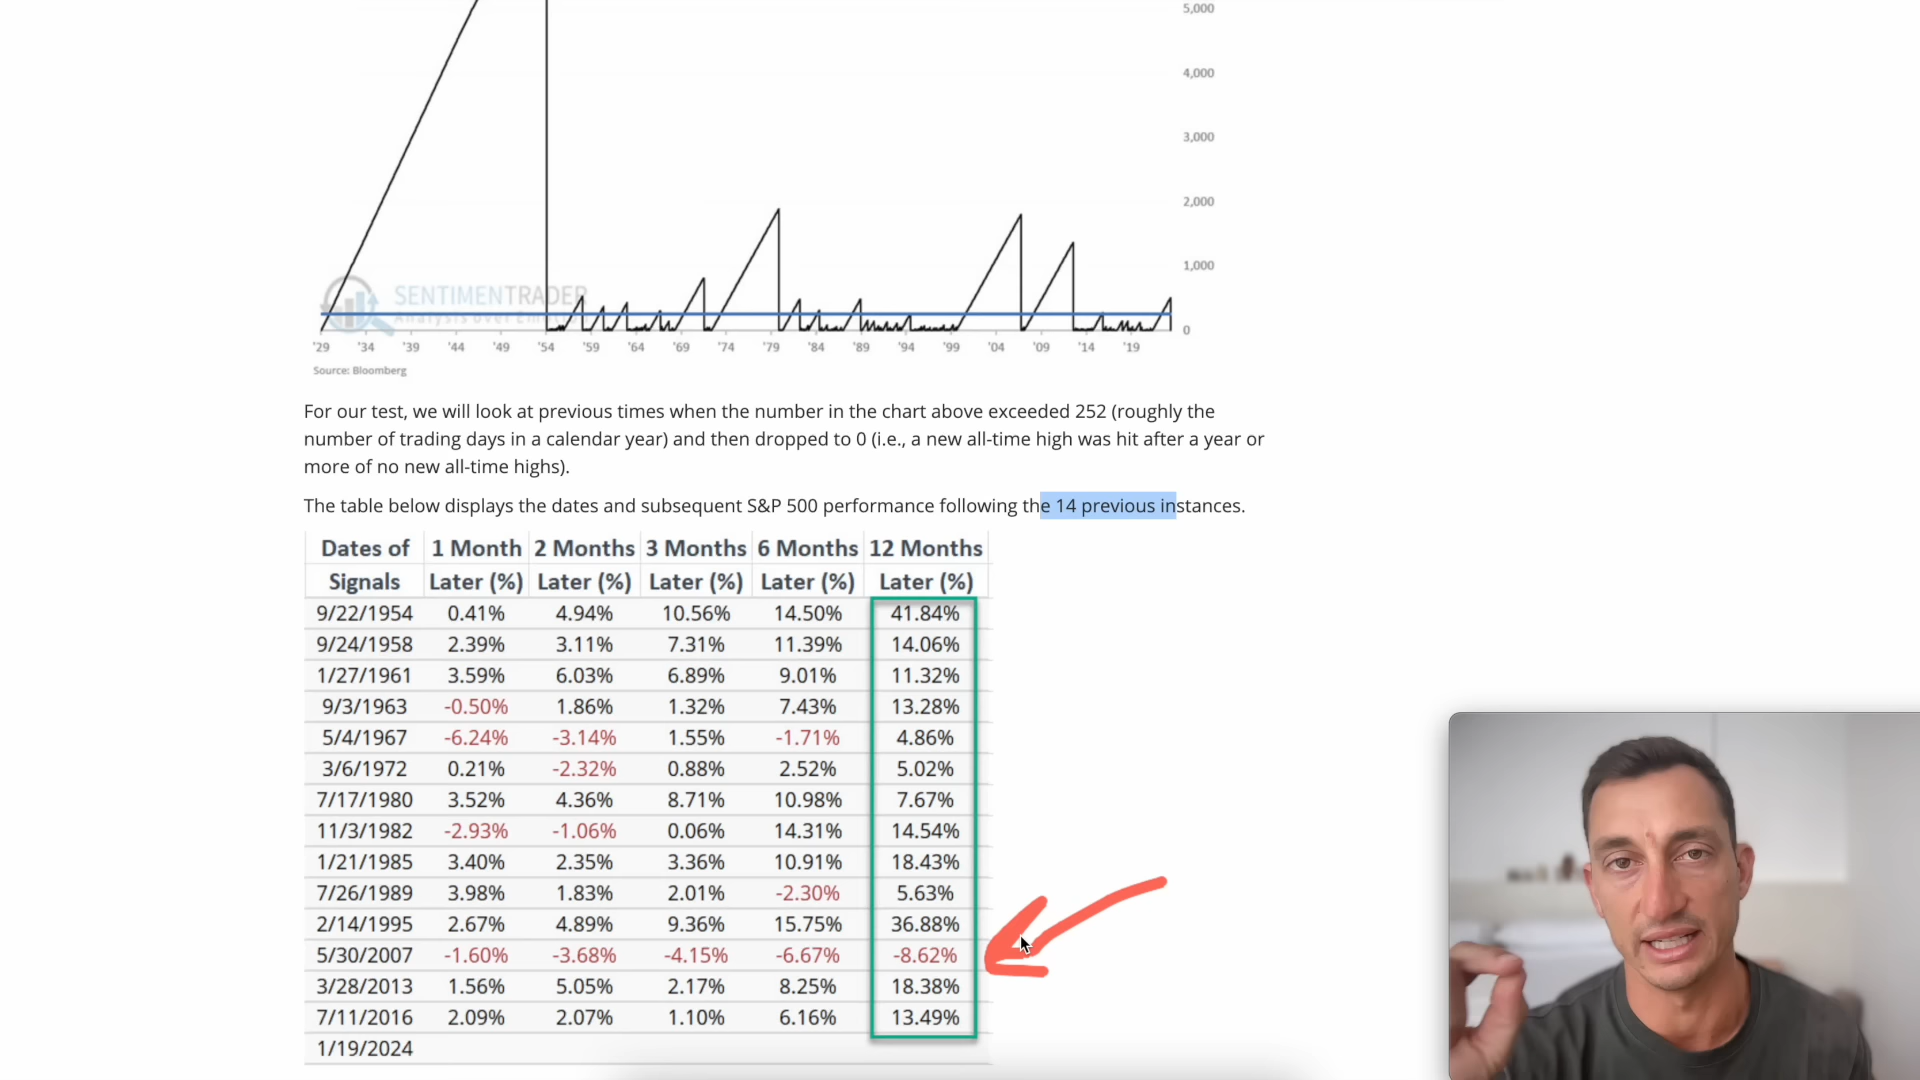 5,000
4,000
3,000
2,000
1,000
0
SENTIMENTRADER
Analysis over Em
'29 '34 '39 '44 '49 '54 '59 '64 '69 '74 '79 '84 '89 '94 '99 '04 '09 '14 '19
Source: Bloomberg
For our test, we will look at previous times when the number in the chart above exceeded 252 (roughly the
number of trading days in a calendar year) and then dropped to 0 (i.e., a new all-time high was hit after a year or
more of no new all-time highs).
The table below displays the dates and subsequent S&P 500 performance following the 14 previous instances.
Dates of 1 Month 2 Months 3 Months 6 Months 12 Months
Signals Later (%) Later (%) Later (%) Later (%) Later (%)
9/22/1954 0.41% 4.94% 10.56% 14.50% 41.84%
9/24/1958 2.39% 3.11% 7.31% 11.39% 14.06%
1/27/1961 3.59% 6.03% 6.89% 9.01% 11.32%
9/3/1963 -0.50% 1.86% 1.32% 7.43% 13.28%
5/4/1967 -6.24% -3.14% 1.55% -1.71% 4.86%
3/6/1972 0.21% -2.32% 0.88% 2.52% 5.02%
7/17/1980 3.52% 4.36% 8.71% 10.98% 7.67%
11/3/1982 -2.93% -1.06% 0.06% 14.31% 14.54%
1/21/1985 3.40% 2.35% 3.36% 10.91% 18.43%
7/26/1989 3.98% 1.83% 2.01% -2.30% 5.63%
2/14/1995 2.67% 4.89% 9.36% 15.75% 36.88%
5/30/2007 -1.60% -3.68% -4.15% -6.67% -8.62%
3/28/2013 1.56% 5.05% 2.17% 8.25% 18.38%
7/11/2016 2.09% 2.07% 1.10% 6.16% 13.49%
1/19/2024